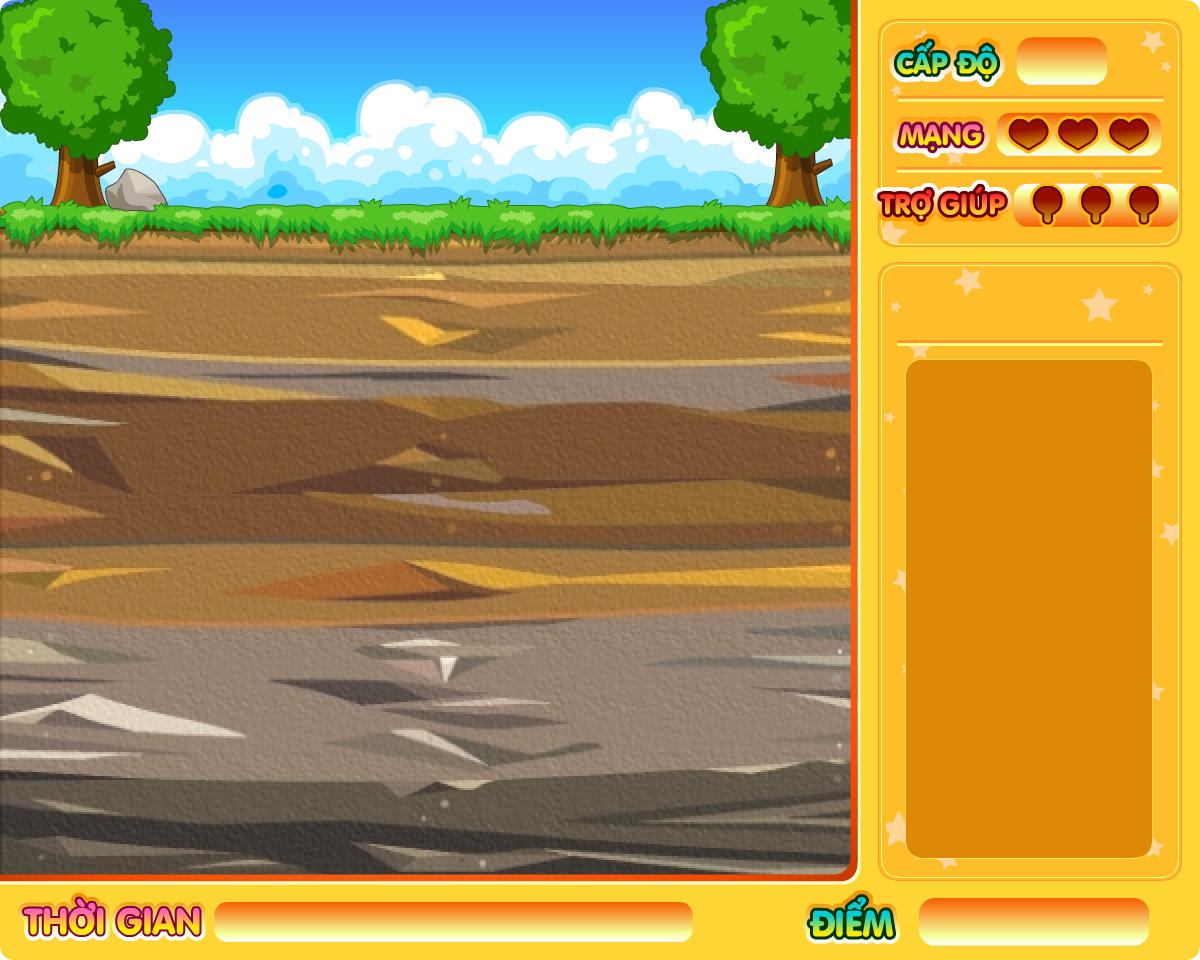 CẤP ĐỘ
MẠNG
TRỢ GIÚP
THỜI GIAN
ĐIỂM